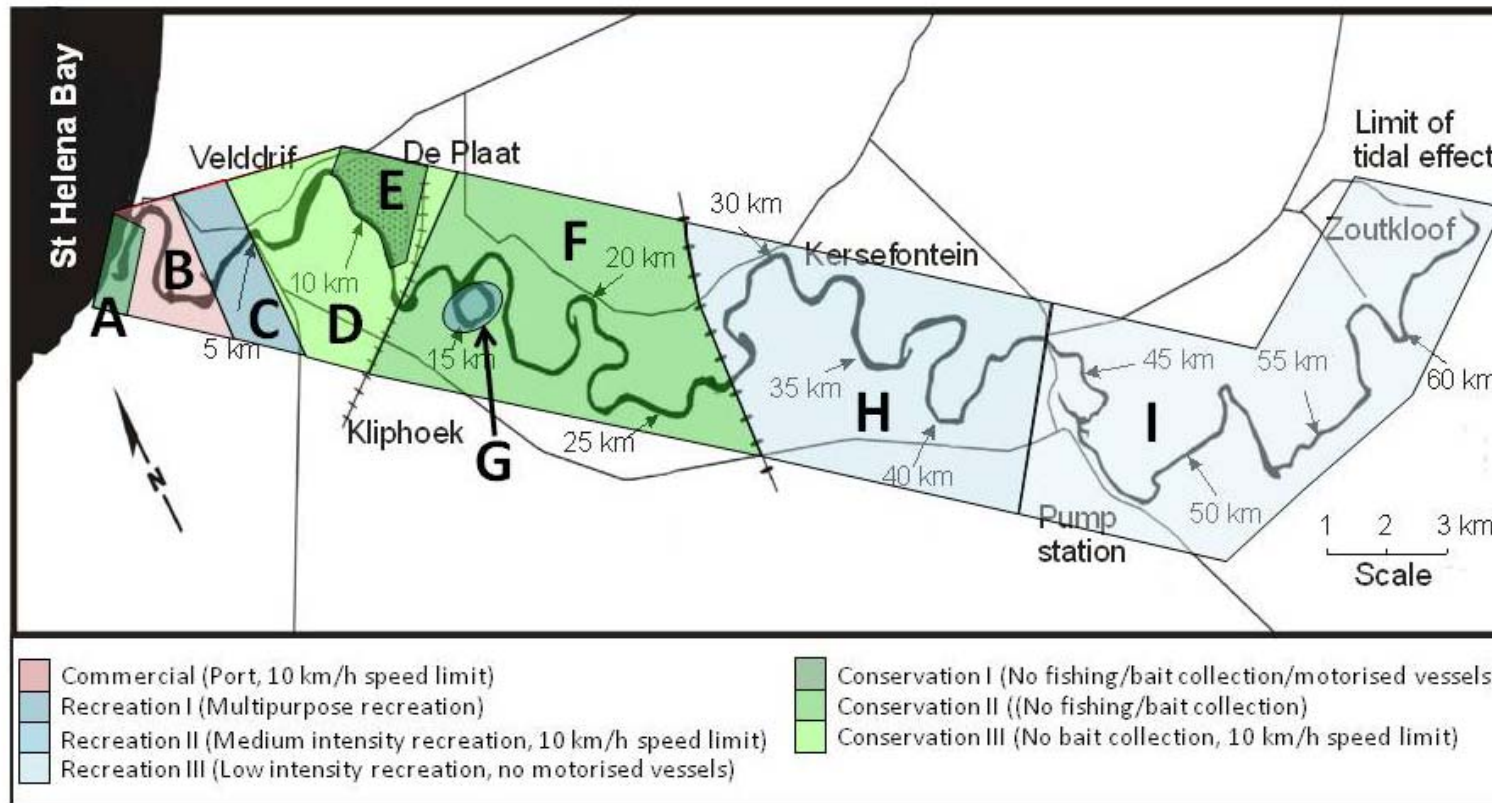 St Helena Bay
Velddrif
De Plaat
E
A
B
C
D
F
G
H
I
5 km
10 km
15 km
20 km
25 km
30 km
35 km
40 km
45 km
50 km
55 km
60 km
Kliphoek
Kersefontein
Pump
station
Limit of
tidal effect
Zoutkloof
N
1 2 3 km
Scale
Commercial (Port, 10 km/h speed limit)
Recreation I (Multipurpose recreation)
Recreation II (Medium intensity recreation, 10 km/h speed limit)
Recreation III (Low intensity recreation, no motorised vessels)
Conservation I (No fishing/bait collection/motorised vessels
Conservation II ((No fishing/bait collection)
Conservation III (No bait collection, 10 km/h speed limit)